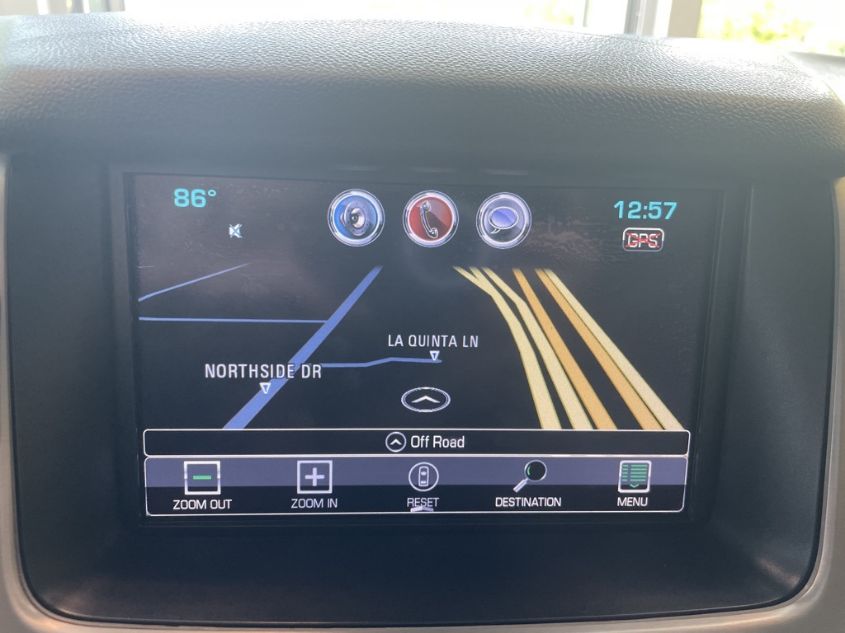 86°
12:57
GPS
LA QUINTA LN
NORTHSIDE DR
Off Road
ZOOM OUT
ZOOM IN
RESET
DESTINATION
MENU